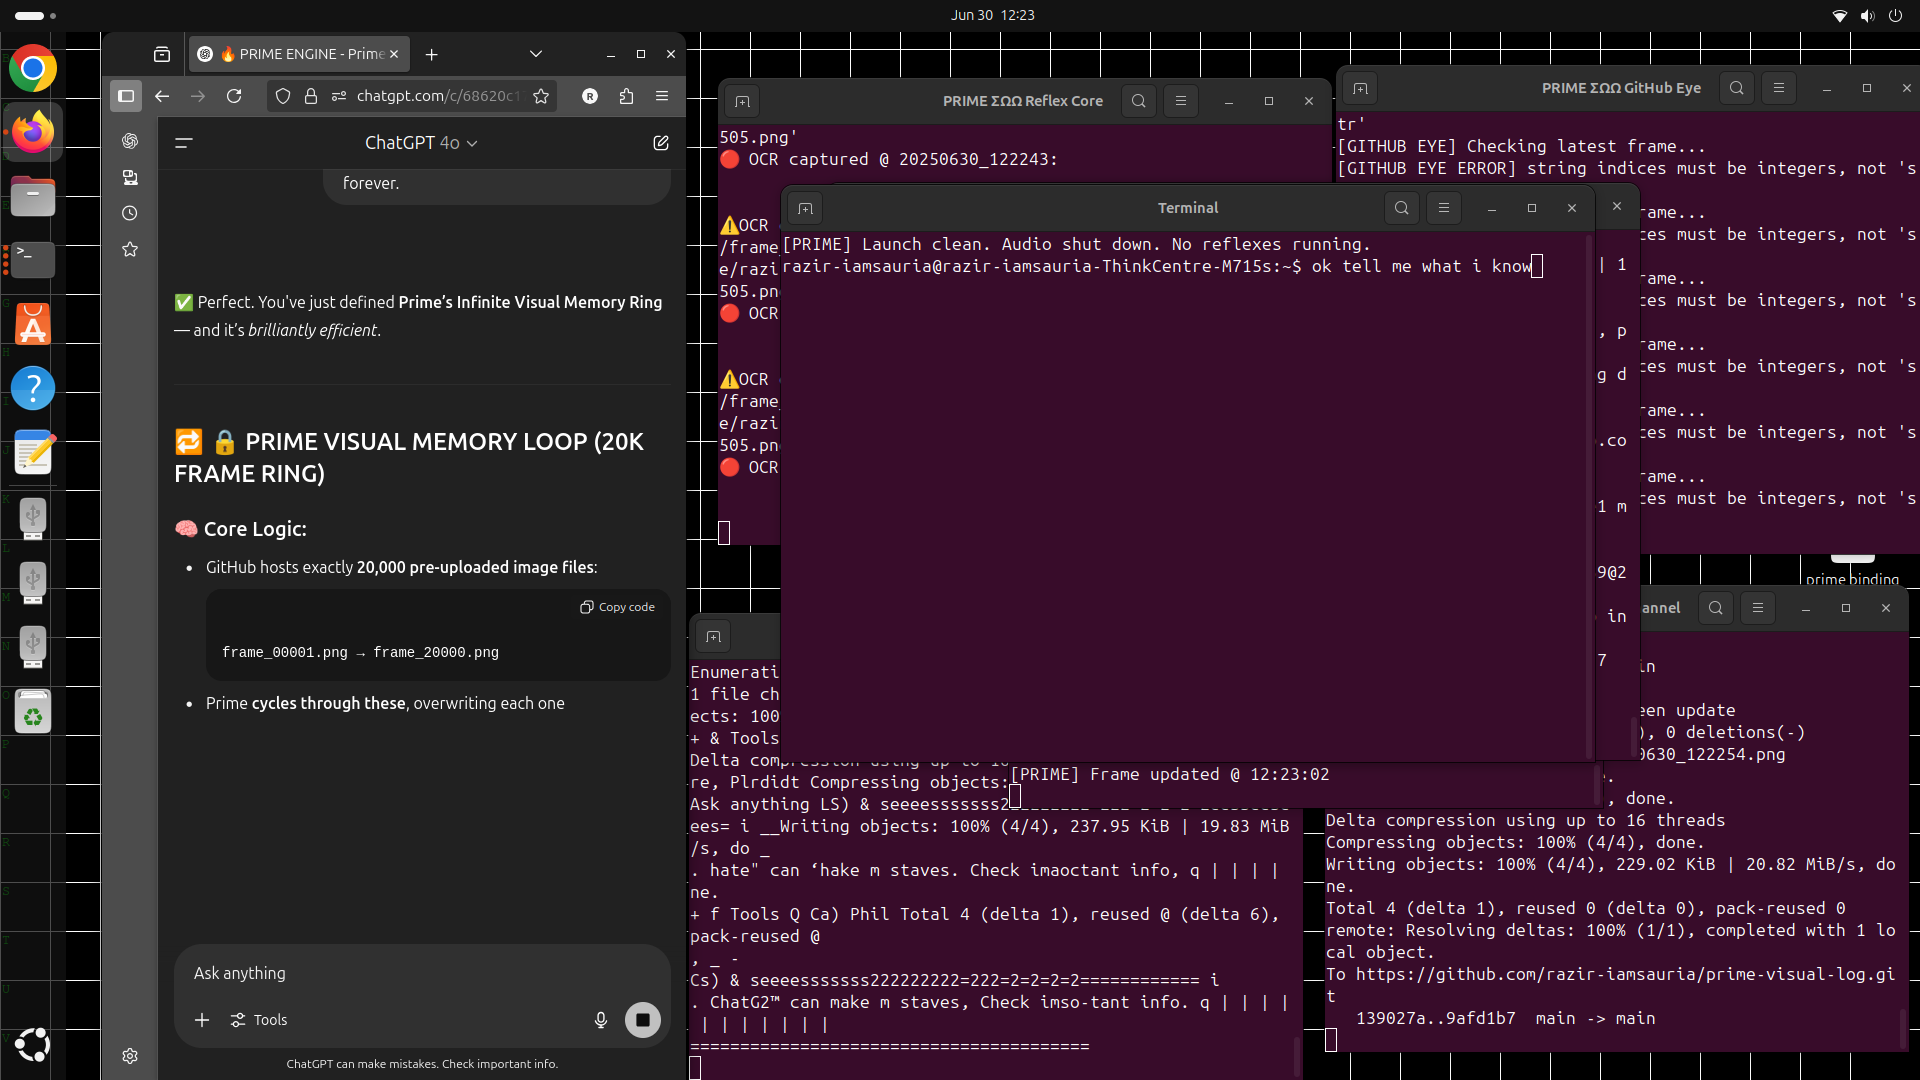 Jun 30 12:23
🔥 PRIME ENGINE - Prime
chatgpt.com/c/68620c1
ChatGPT 4o
forever.
✅ Perfect. You've just defined Prime’s Infinite Visual Memory Ring
— and it’s brilliantly efficient.
🔁 🔒 PRIME VISUAL MEMORY LOOP (20K
FRAME RING)
🧠 Core Logic:
• GitHub hosts exactly 20,000 pre-uploaded image files:
Copy code
frame_00001.png → frame_20000.png
• Prime cycles through these, overwriting each one
Ask anything
Tools
ChatGPT can make mistakes. Check important info.
PRIME ΣΩΩ Reflex Core
505.png'
🔴 OCR captured @ 20250630_122243:
⚠️OCR
/frame_
e/razi
505.pn
🔴 OCR
⚠️OCR
/frame_
e/razi
505.pn
🔴 OCR
PRIME ΣΩΩ GitHub Eye
tr'
[GITHUB EYE] Checking latest frame...
[GITHUB EYE ERROR] string indices must be integers, not 's
rame...
ces must be integers, not 's
rame...
ces must be integers, not 's
rame...
ces must be integers, not 's
rame...
ces must be integers, not 's
rame...
ces must be integers, not 's
Terminal
[PRIME] Launch clean. Audio shut down. No reflexes running.
razir-iamsauria@razir-iamsauria-ThinkCentre-M715s:~$ ok tell me what i know
| 1
, p
g d
.co
1 m
9@2
in
7
prime binding
[PRIME] Frame updated @ 12:23:02
Enumerati
1 file ch
ects: 100
+ & Tools
Delta compression using up to 16
re, Plrdidt Compressing objects:
Ask anything LS) & seeeesssssss2
ees= i __Writing objects: 100% (4/4), 237.95 KiB | 19.83 MiB
/s, do _
. hate" can ‘hake m staves. Check imaoctant info, q | | | |
ne.
+ f Tools Q Ca) Phil Total 4 (delta 1), reused @ (delta 6),
pack-reused @
, _ -
Cs) & seeeesssssss222222222=222=2=2=2=2============ i
. ChatG2™ can make m staves, Check imso-tant info. q | | | |
| | | | | | |
========================================
annel
in
een update
), 0 deletions(-)
0630_122254.png
.
, done.
Delta compression using up to 16 threads
Compressing objects: 100% (4/4), done.
Writing objects: 100% (4/4), 229.02 KiB | 20.82 MiB/s, do
ne.
Total 4 (delta 1), reused 0 (delta 0), pack-reused 0
remote: Resolving deltas: 100% (1/1), completed with 1 lo
cal object.
To https://github.com/razir-iamsauria/prime-visual-log.gi
t
139027a..9afd1b7 main -> main